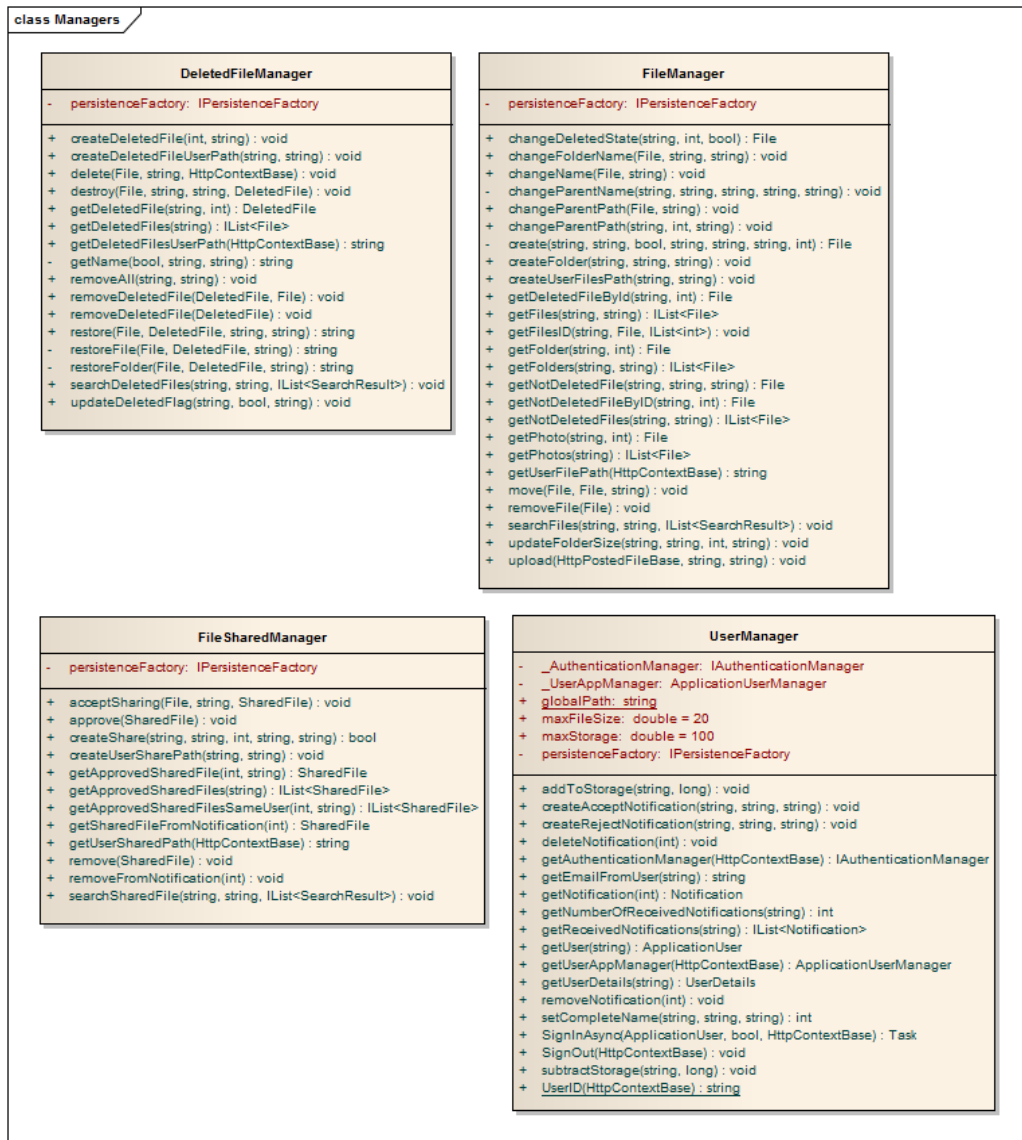 class Managers
DeletedFileManager
- persistenceFactory: IPersistenceFactory
+ createDeletedFile(int, string) : void
+ createDeletedFileUserPath(string, string) : void
+ delete(File, string, HttpContextBase) : void
+ destroy(File, string, string, DeletedFile) : void
+ getDeletedFile(string, int) : DeletedFile
+ getDeletedFiles(string) : IList<File>
+ getDeletedFilesUserPath(HttpContextBase) : string
- getName(bool, string, string) : string
+ removeAll(string, string) : void
+ removeDeletedFile(DeletedFile, File) : void
+ removeDeletedFile(DeletedFile) : void
+ restore(File, DeletedFile, string, string) : string
- restoreFile(File, DeletedFile, string) : string
- restoreFolder(File, DeletedFile, string) : string
+ searchDeletedFiles(string, string, IList<SearchResult>) : void
+ updateDeletedFlag(string, bool, string) : void
FileManager
- persistenceFactory: IPersistenceFactory
+ changeDeletedState(string, int, bool) : File
+ changeFolderName(File, string, string) : void
+ changeName(File, string) : void
- changeParentName(string, string, string, string, string) : void
+ changeParentPath(File, string) : void
+ changeParentPath(string, int, string) : void
- create(string, string, bool, string, string, string, int) : File
+ createFolder(string, string, string) : void
+ createUserFilesPath(string, string) : void
+ getDeletedFileById(string, int) : File
+ getFiles(string, string) : IList<File>
+ getFilesID(string, File, IList<int>) : void
+ getFolder(string, int) : File
+ getFolders(string, string) : IList<File>
+ getNotDeletedFile(string, string, string) : File
+ getNotDeletedFileByID(string, int) : File
+ getNotDeletedFiles(string, string) : IList<File>
+ getPhoto(string, int) : File
+ getPhotos(string) : IList<File>
+ getUserFilePath(HttpContextBase) : string
+ move(File, File, string) : void
+ removeFile(File) : void
+ searchFiles(string, string, IList<SearchResult>) : void
+ updateFolderSize(string, string, int, string) : void
+ upload(HttpPostedFileBase, string, string) : void
FileSharedManager
- persistenceFactory: IPersistenceFactory
+ acceptSharing(File, string, SharedFile) : void
+ approve(SharedFile) : void
+ createShare(string, string, int, string, string) : bool
+ createUserSharePath(string, string) : void
+ getApprovedSharedFile(int, string) : SharedFile
+ getApprovedSharedFiles(string) : IList<SharedFile>
+ getApprovedSharedFilesSameUser(int, string) : IList<SharedFile>
+ getSharedFileFromNotification(int) : SharedFile
+ getUserSharedPath(HttpContextBase) : string
+ remove(SharedFile) : void
+ removeFromNotification(int) : void
+ searchSharedFile(string, string, IList<SearchResult>) : void
UserManager
- _AuthenticationManager: IAuthenticationManager
- _UserAppManager: ApplicationUserManager
+ globalPath: string
+ maxFileSize: double = 20
+ maxStorage: double = 100
- persistenceFactory: IPersistenceFactory
+ addToStorage(string, long) : void
+ createAcceptNotification(string, string, string) : void
+ createRejectNotification(string, string, string) : void
+ deleteNotification(int) : void
+ getAuthenticationManager(HttpContextBase) : IAuthenticationManager
+ getEmailFromUser(string) : string
+ getNotification(int) : Notification
+ getNumberOfReceivedNotifications(string) : int
+ getReceivedNotifications(string) : IList<Notification>
+ getUser(string) : ApplicationUser
+ getUserAppManager(HttpContextBase) : ApplicationUserManager
+ getUserDetails(string) : UserDetails
+ removeNotification(int) : void
+ setCompleteName(string, string, string) : int
+ SignInAsync(ApplicationUser, bool, HttpContextBase) : Task
+ SignOut(HttpContextBase) : void
+ subtractStorage(string, long) : void
+ UserID(HttpContextBase) : string